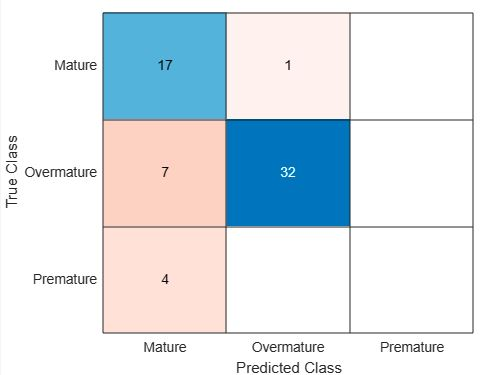 True Class
Mature 17 1
Overmature 7 32
Premature 4
Mature Overmature Premature
Predicted Class